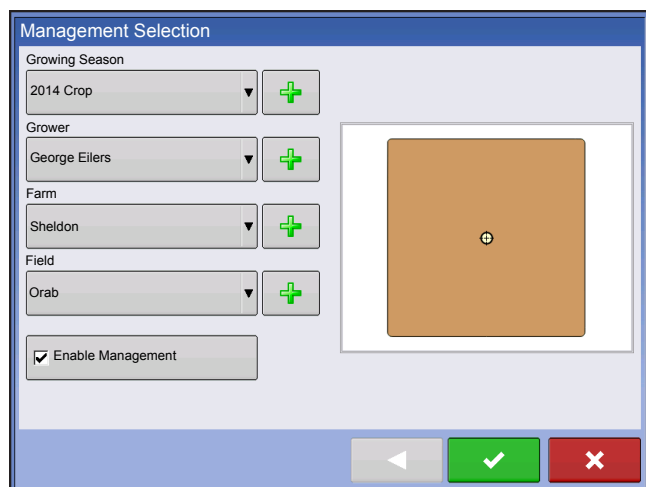 Management Selection
Growing Season
2014 Crop
Grower
George Eilers
Farm
Sheldon
Field
Orab
Enable Management